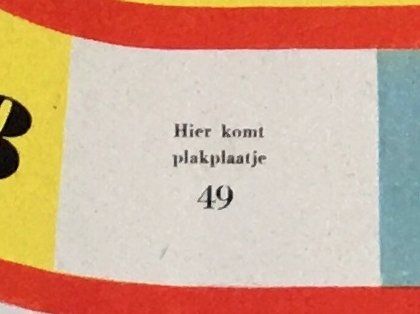 Hier komt
plakplaatje
49